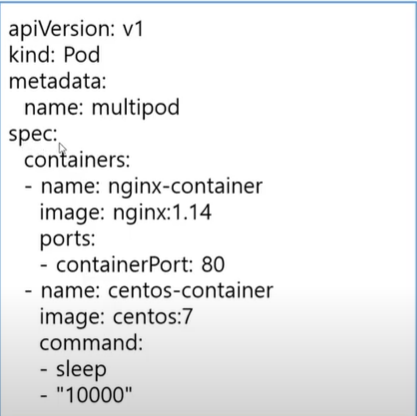 apiVersion: v1
kind: Pod
metadata:
  name: multipod
spec:
  containers:
  - name: nginx-container
    image: nginx:1.14
    ports:
    - containerPort: 80
  - name: centos-container
    image: centos:7
    command:
    - sleep
    - "10000"